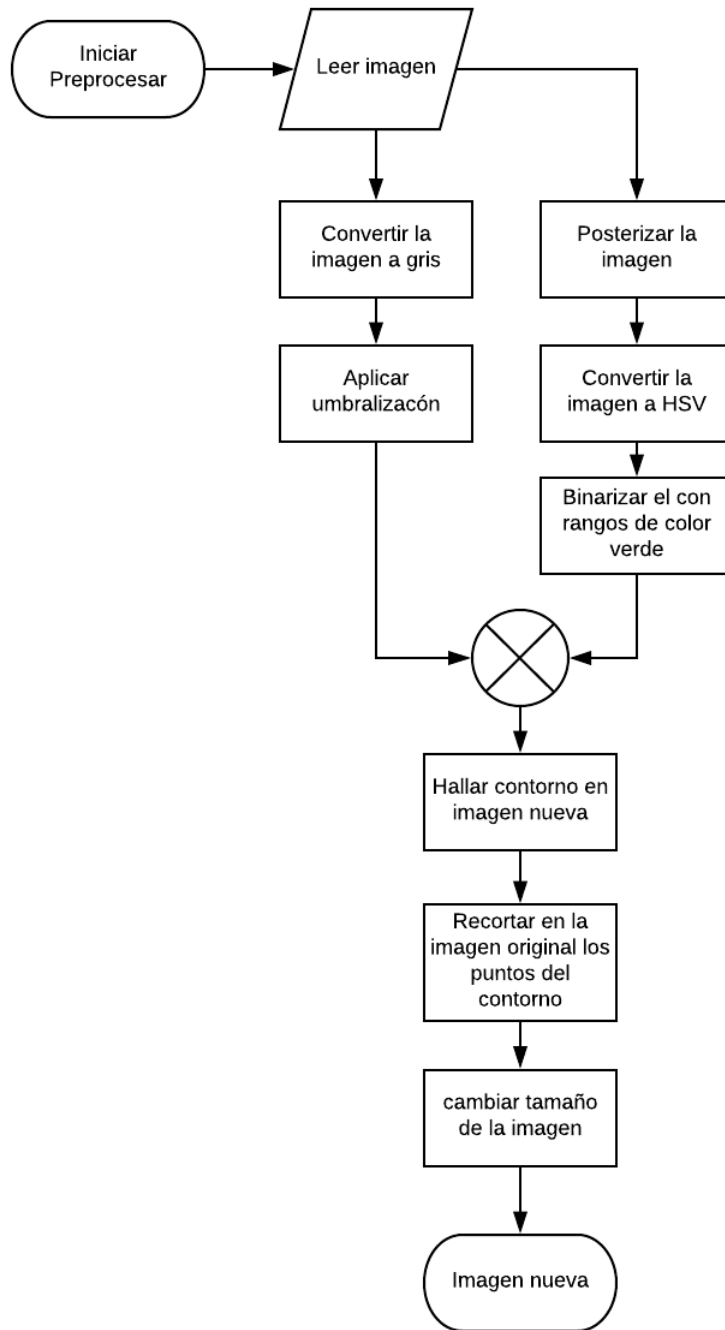 Iniciar
Preprocesar
Leer imagen
Convertir la
imagen a gris
Posterizar la
imagen
Aplicar
umbralizacón
Convertir la
imagen a HSV
Binarizar el con
rangos de color
verde
Hallar contorno en
imagen nueva
Recortar en la
imagen original los
puntos del
contorno
cambiar tamaño
de la imagen
Imagen nueva